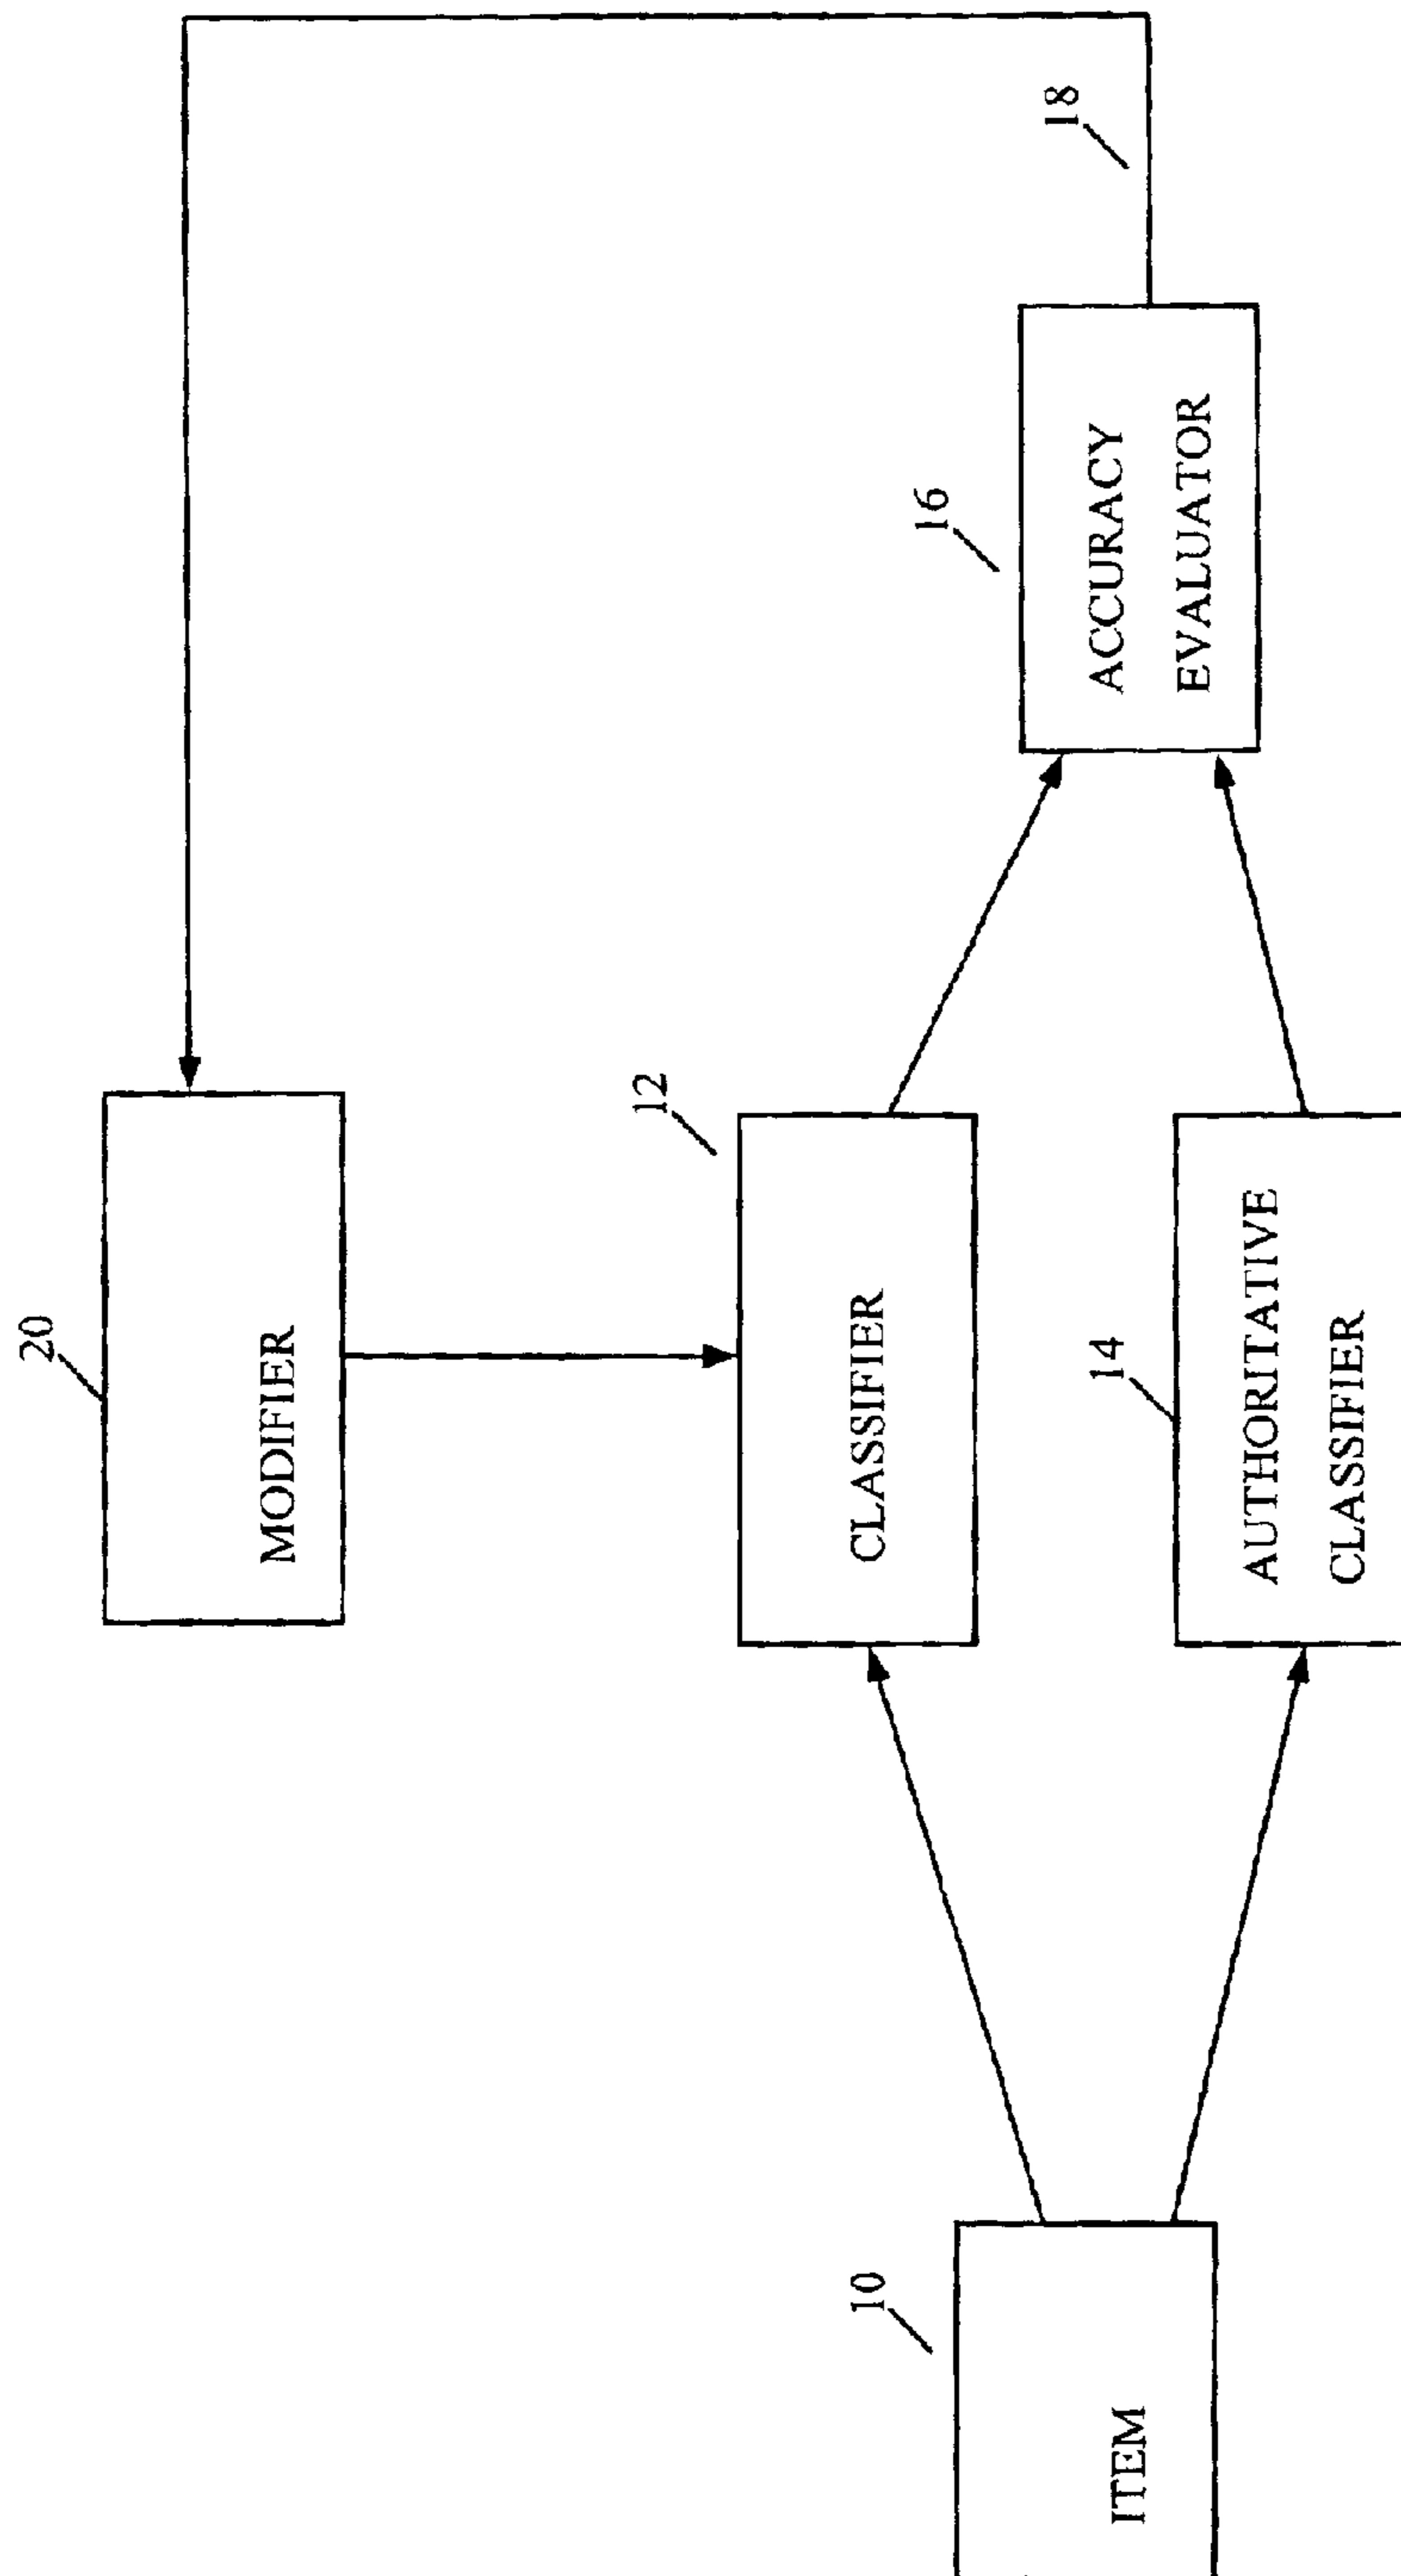 20
MODIFIER
18
12
CLASSIFIER
16
ACCURACY
EVALUATOR
10
ITEM
14
AUTHORITATIVE
CLASSIFIER